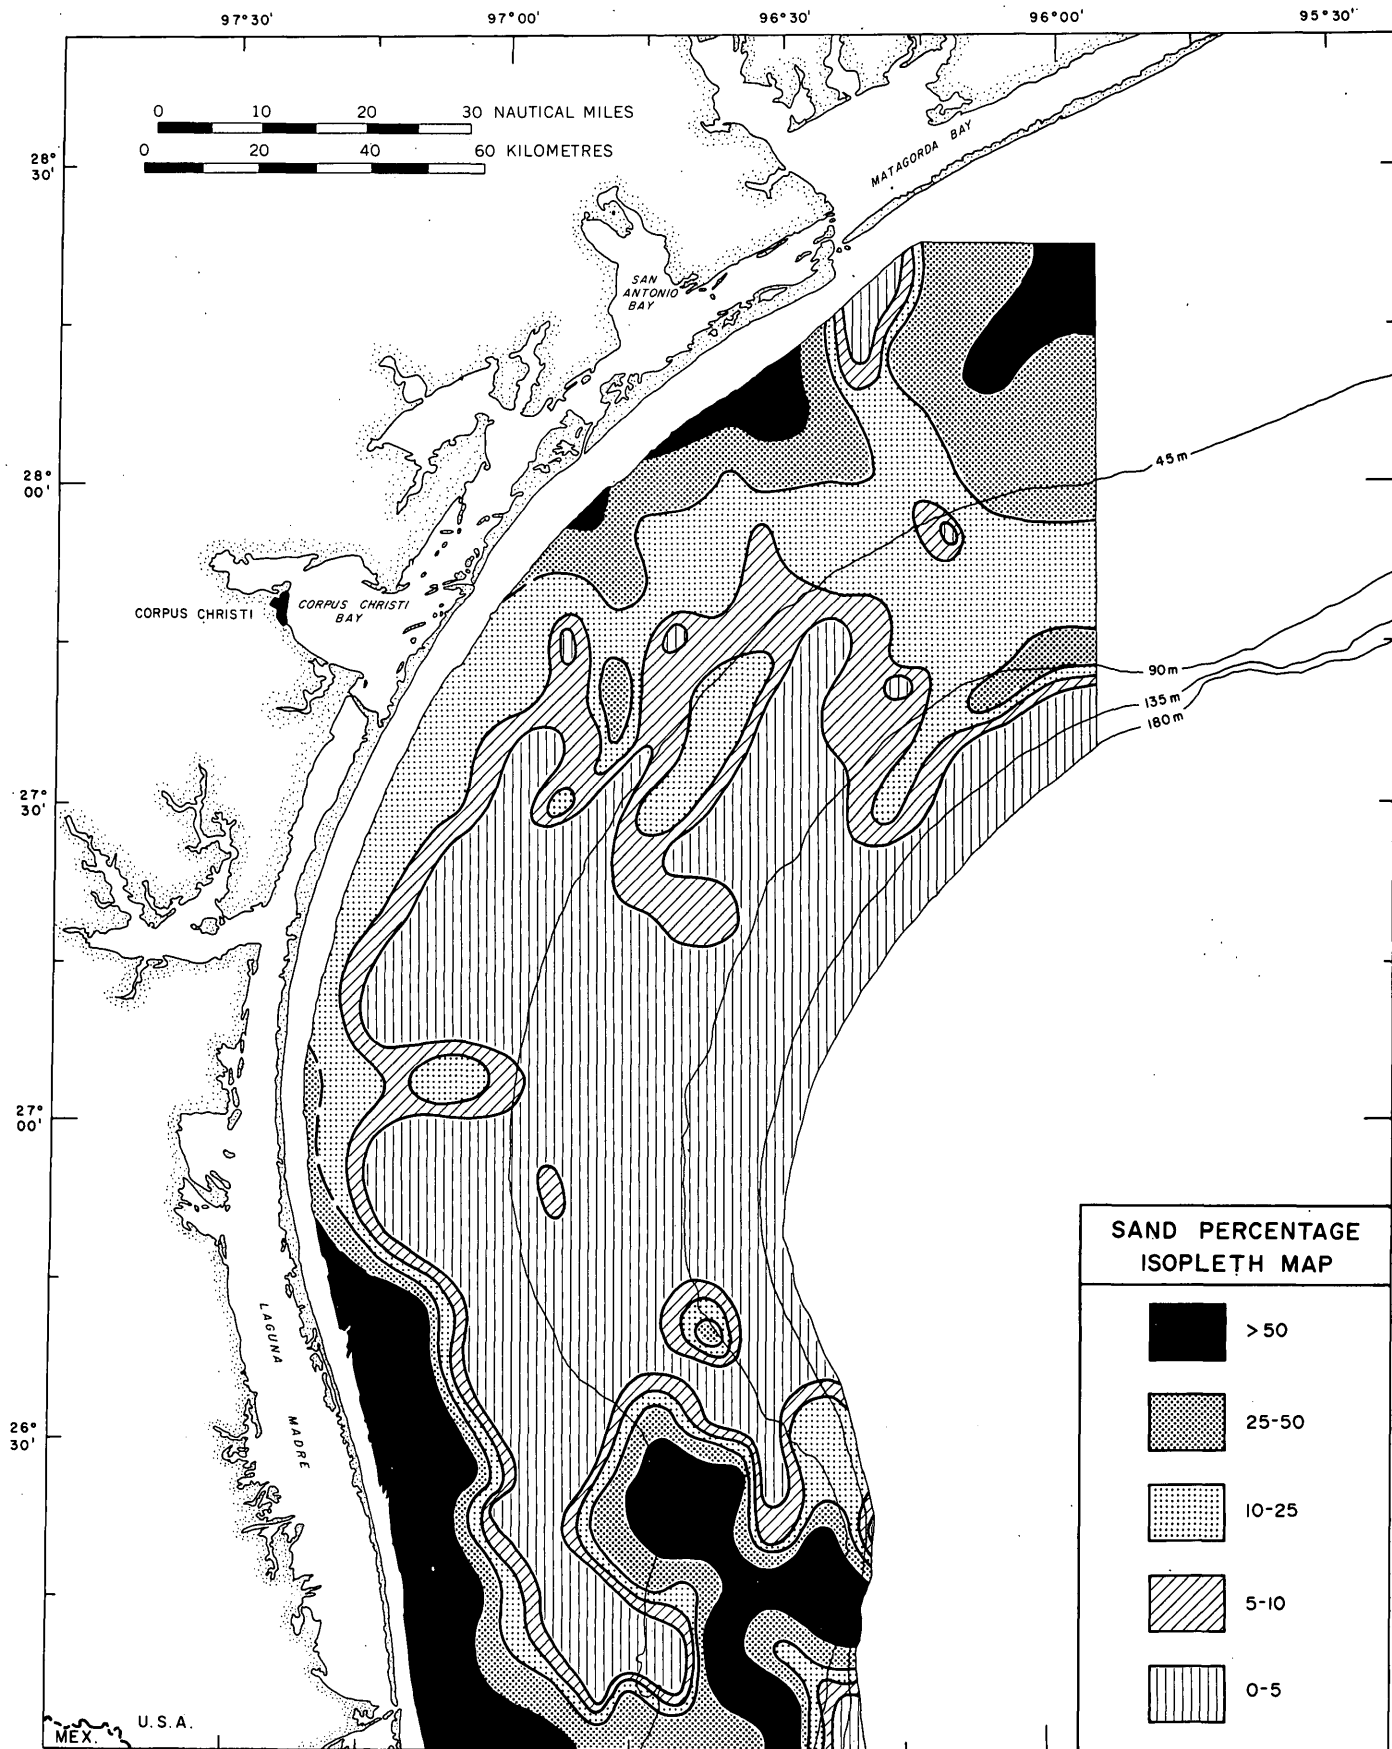 97°30'
97°00'
96°30'
96°00'
95°30'
0 10 20 30 NAUTICAL MILES
0 20 40 60 KILOMETRES
28°
30'
MATAGORDA BAY
SAN
ANTONIO
BAY
45m
28°
00'
CORPUS CHRISTI
CORPUS CHRISTI
BAY
90m
135m
180m
27°
30'
27°
00'
SAND PERCENTAGE
ISOPLETH MAP
>50
25-50
10-25
5-10
0-5
LAGUNA
MADRE
26°
30'
U.S.A.
MEX.